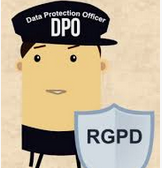 Data Protection Officer
DPO
RGPD